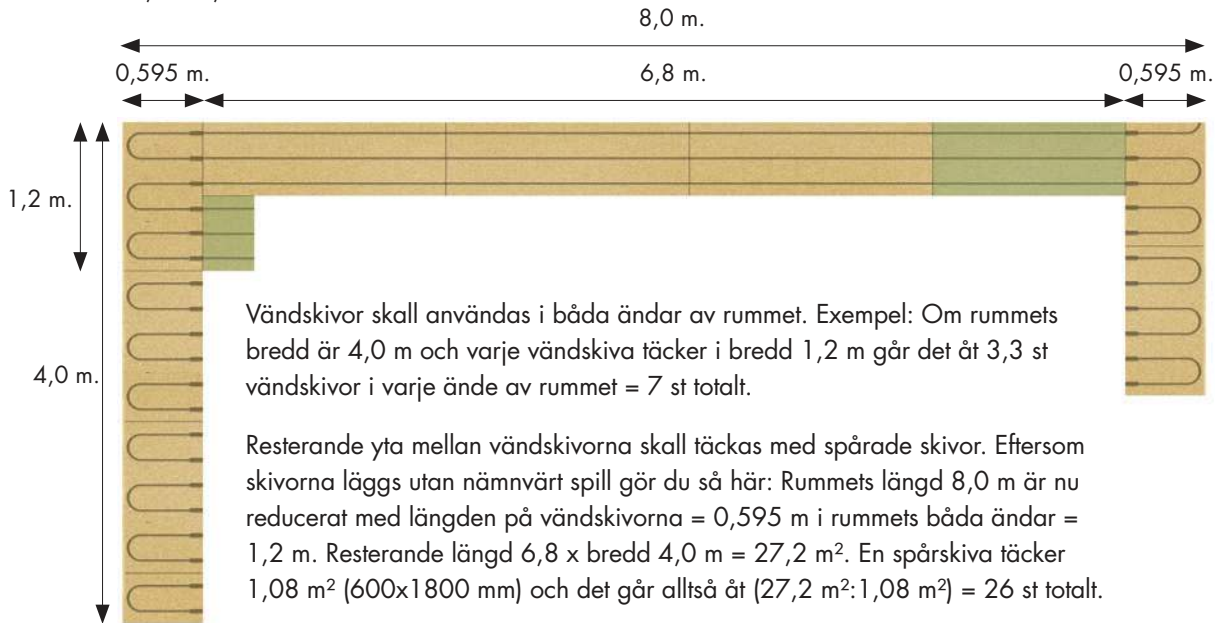 8,0 m.
0,595 m.
6,8 m.
0,595 m.
1,2 m.
4,0 m.
Vändskivor skall användas i båda ändar av rummet. Exempel: Om rummets
bredd är 4,0 m och varje vändskiva täcker i bredd 1,2 m går det åt 3,3 st
vändskivor i varje ände av rummet = 7 st totalt.
Resterande yta mellan vändskivorna skall täckas med spårade skivor. Eftersom
skivorna läggs utan nämnvärt spill gör du så här: Rummets längd 8,0 m är nu
reducerat med längden på vändskivorna = 0,595 m i rummets båda ändar =
1,2 m. Resterande längd 6,8 x bredd 4,0 m = 27,2 m². En spårskiva täcker
1,08 m² (600x1800 mm) och det går alltså åt (27,2 m²:1,08 m²) = 26 st totalt.